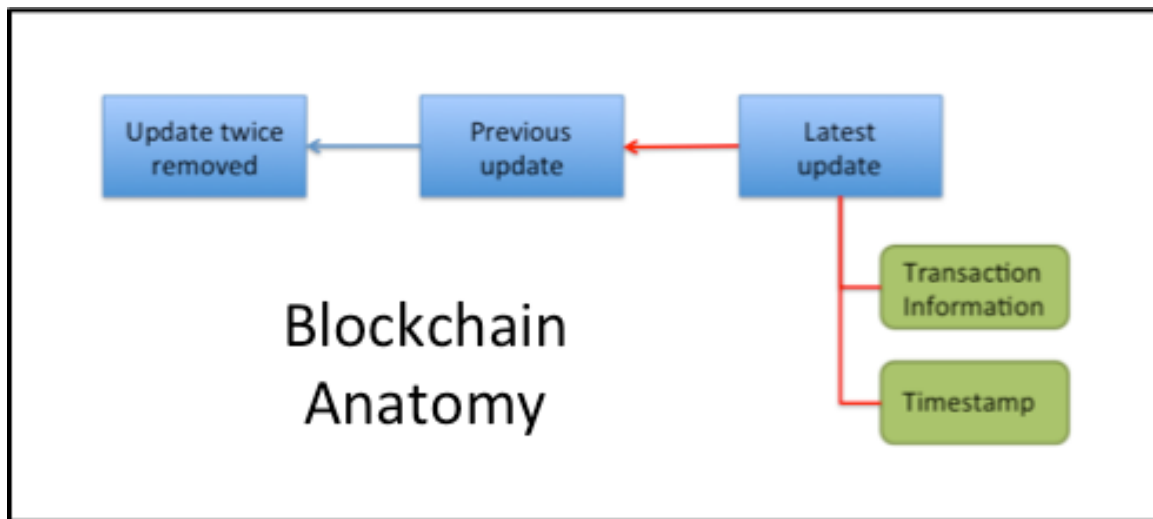 Update twice
removed
Previous
update
Latest
update
Transaction
Information
Timestamp
Blockchain
Anatomy